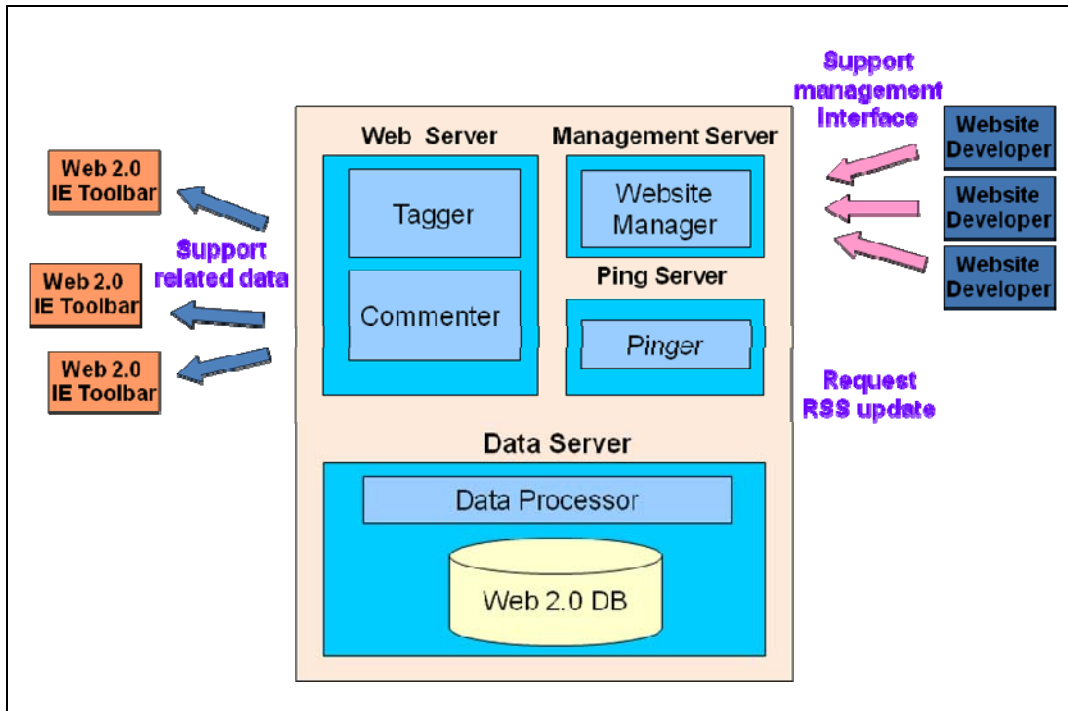 Support
management
Interface
Web Server
Management Server
Website
Developer
Web 2.0
IE Toolbar
Tagger
Website
Manager
Website
Developer
Support
related data
Ping Server
Website
Developer
Web 2.0
IE Toolbar
Commenter
Pinger
Web 2.0
IE Toolbar
Request
RSS update
Data Server
Data Processor
Web 2.0 DB